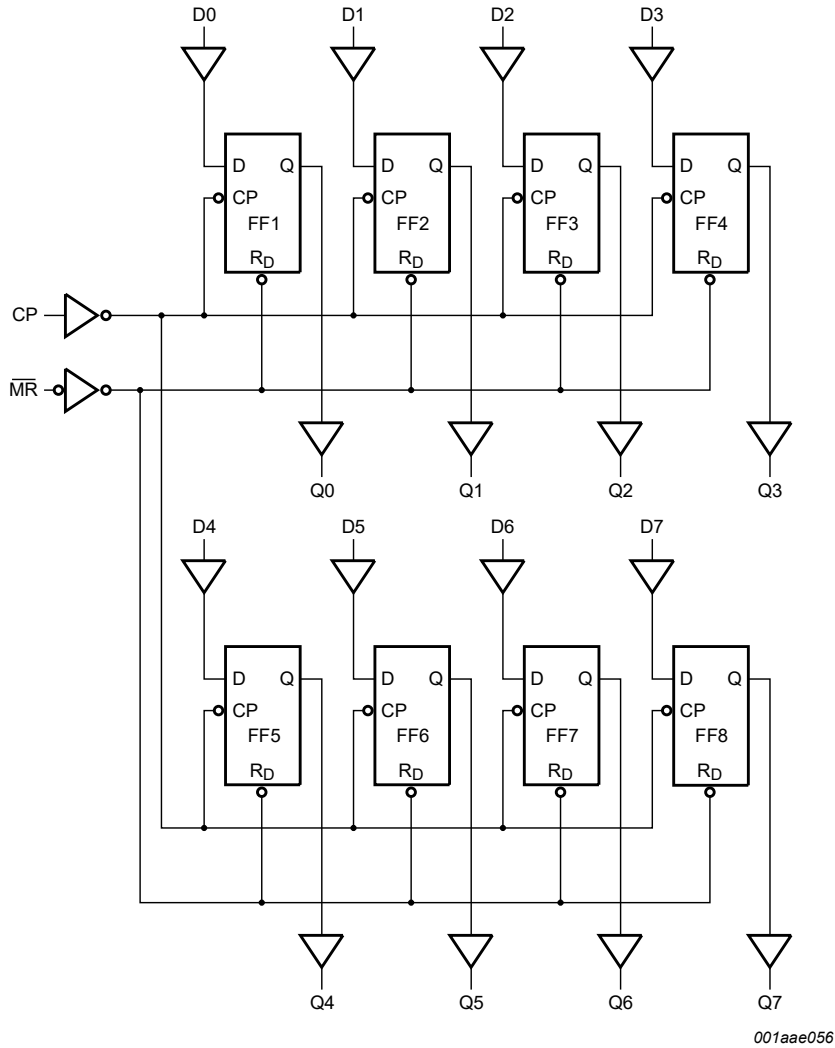 D0 D1 D2 D3
D Q D Q D Q D Q
CP CP CP CP
FF1 FF2 FF3 FF4
RD RD RD RD
CP
MR
Q0 Q1 Q2 Q3
D4 D5 D6 D7
D Q D Q D Q D Q
CP CP CP CP
FF5 FF6 FF7 FF8
RD RD RD RD
Q4 Q5 Q6 Q7
001aae056